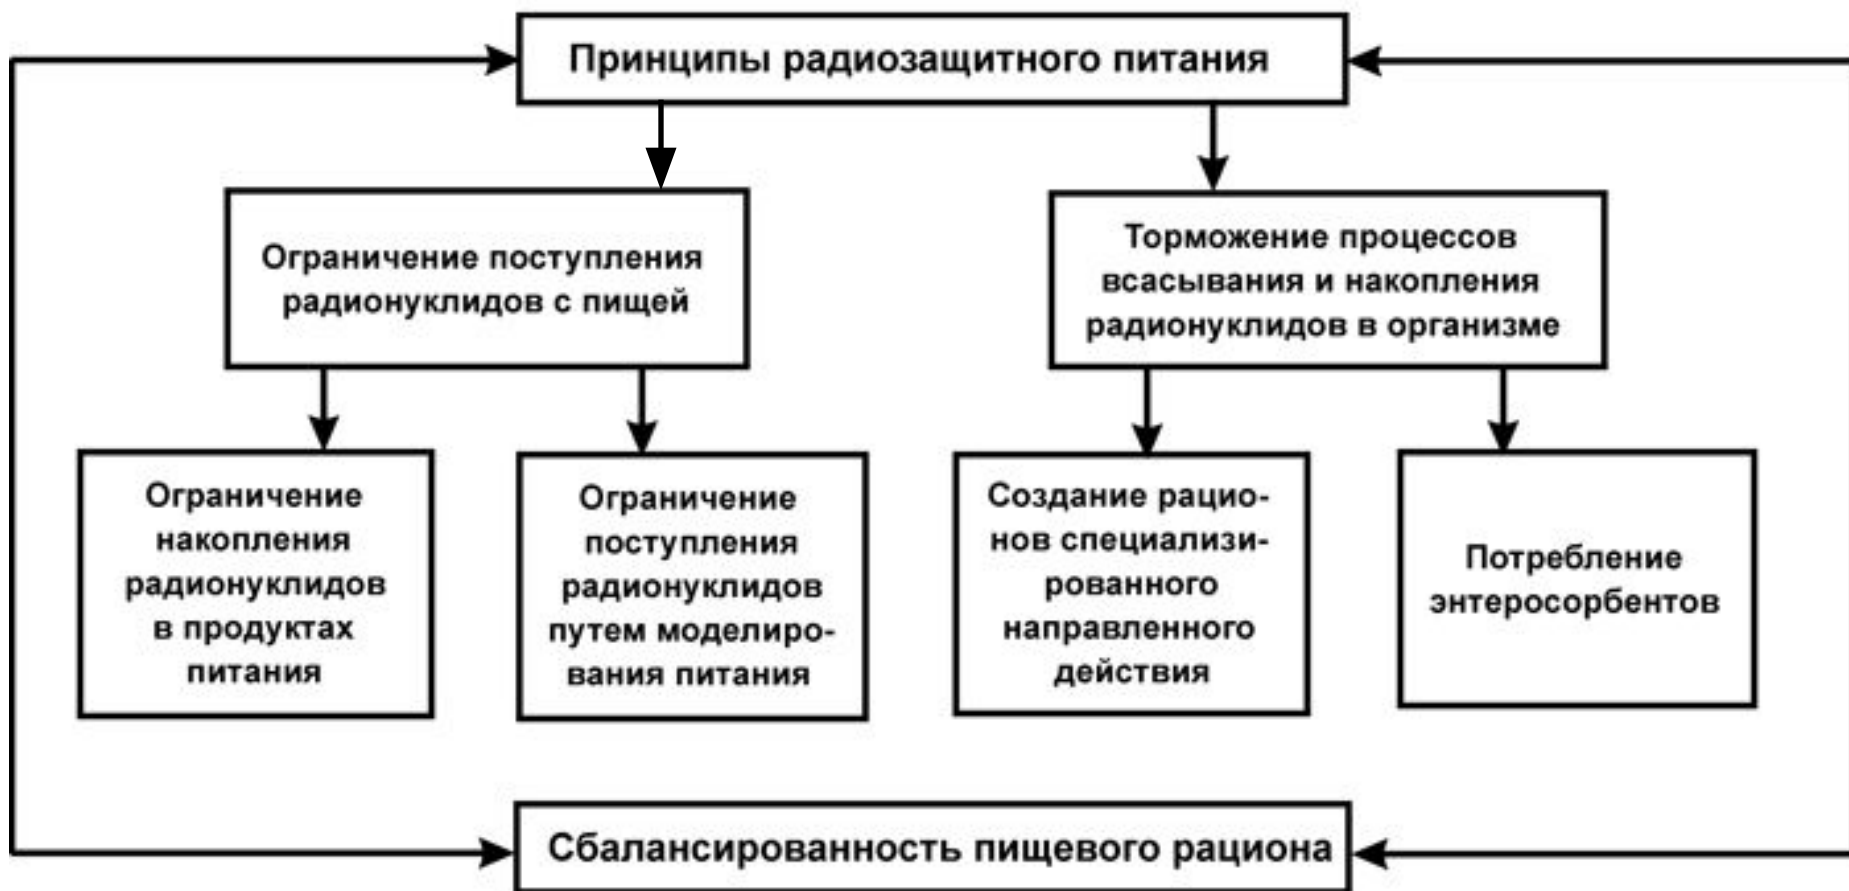 Принципы радиозащитного питания
Ограничение поступления
радионуклидов с пищей
Торможение процессов
всасывания и накопления
радионуклидов в организме
Ограничение
накопления
радионуклидов
в продуктах
питания
Ограничение
поступления
радионуклидов
путем моделиро-
вания питания
Создание рацио-
нов специализи-
рованного
направленного
действия
Потребление
энтеросорбентов
Сбалансированность пищевого рациона